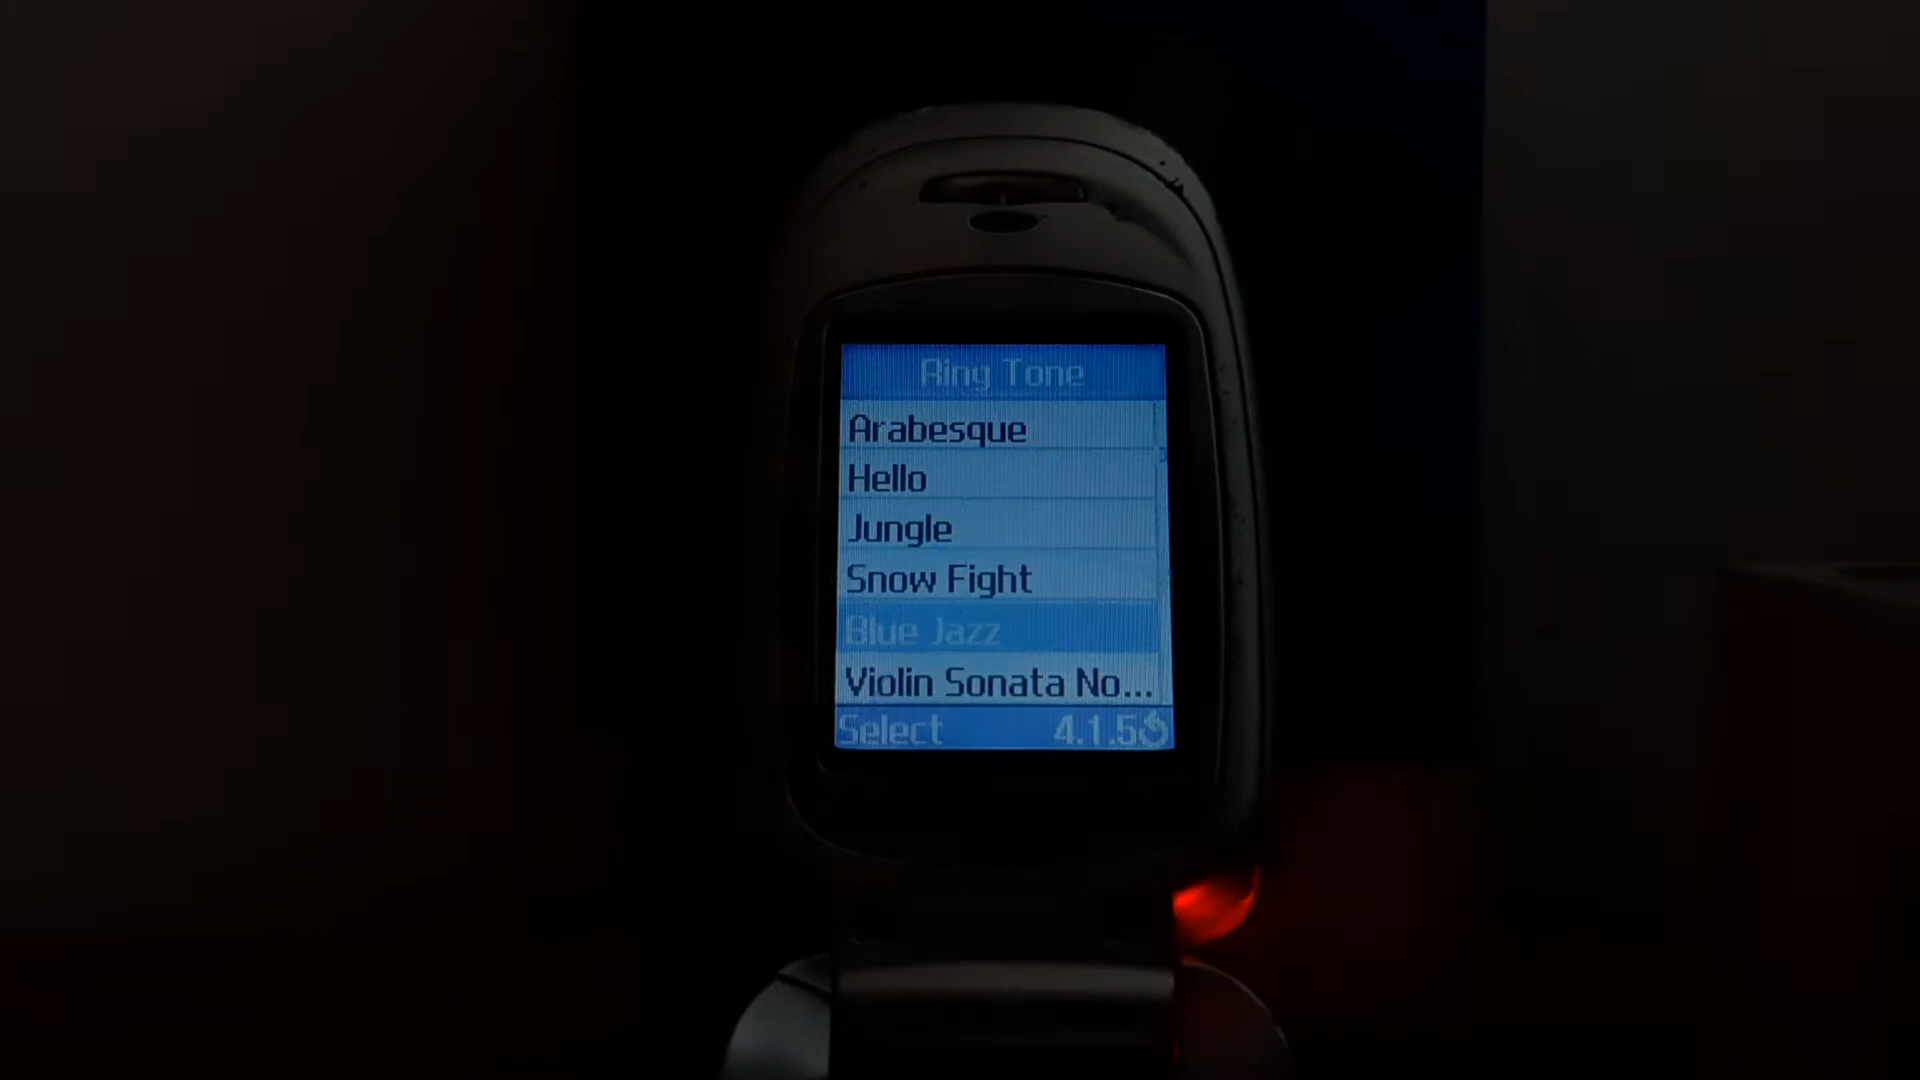 Ring Tone
Arabesque
Hello
Jungle
Snow Fight
Blue Jazz
Violin Sonata No...
Select 4.1.5